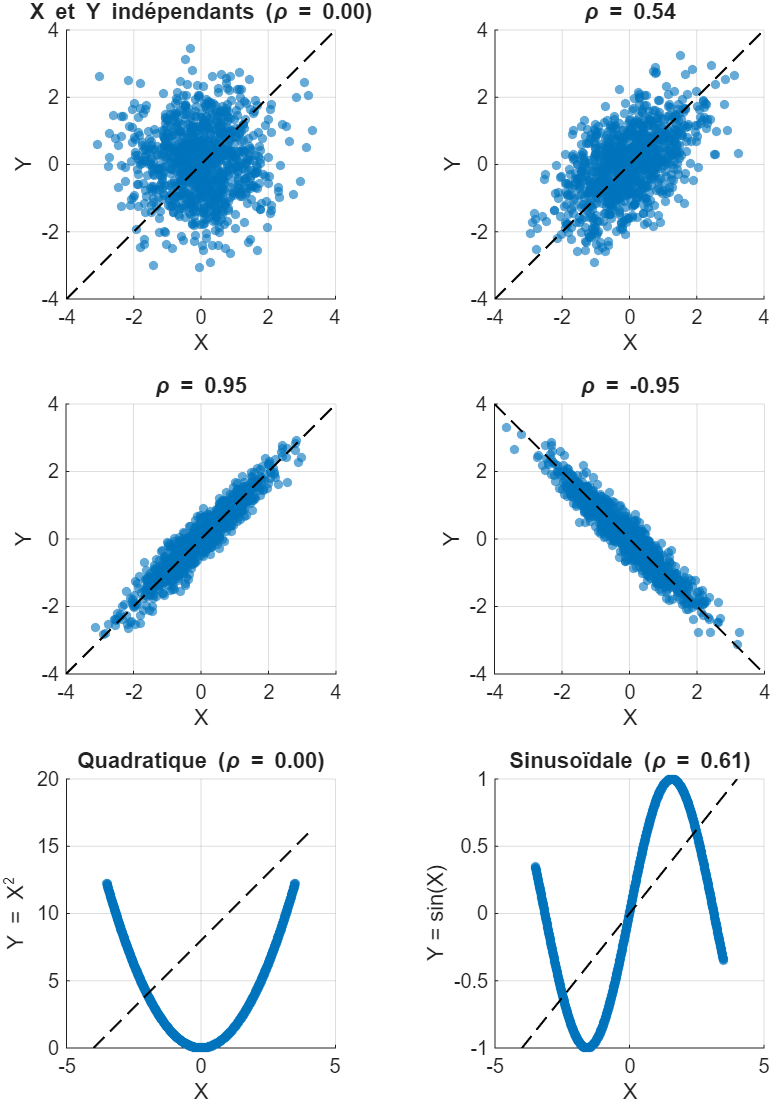 X et Y indépendants (ρ = 0.00)
4
2
0
-2
-4
Y
-4 -2 0 2 4
X
ρ = 0.54
4
2
0
-2
-4
Y
-4 -2 0 2 4
X
ρ = 0.95
4
2
0
-2
-4
Y
-4 -2 0 2 4
X
ρ = -0.95
4
2
0
-2
-4
Y
-4 -2 0 2 4
X
Quadratique (ρ = 0.00)
20
15
10
5
0
Y = X²
-5 0 5
X
Sinusoïdale (ρ = 0.61)
1
0.5
0
-0.5
-1
Y = sin(X)
-5 0 5
X